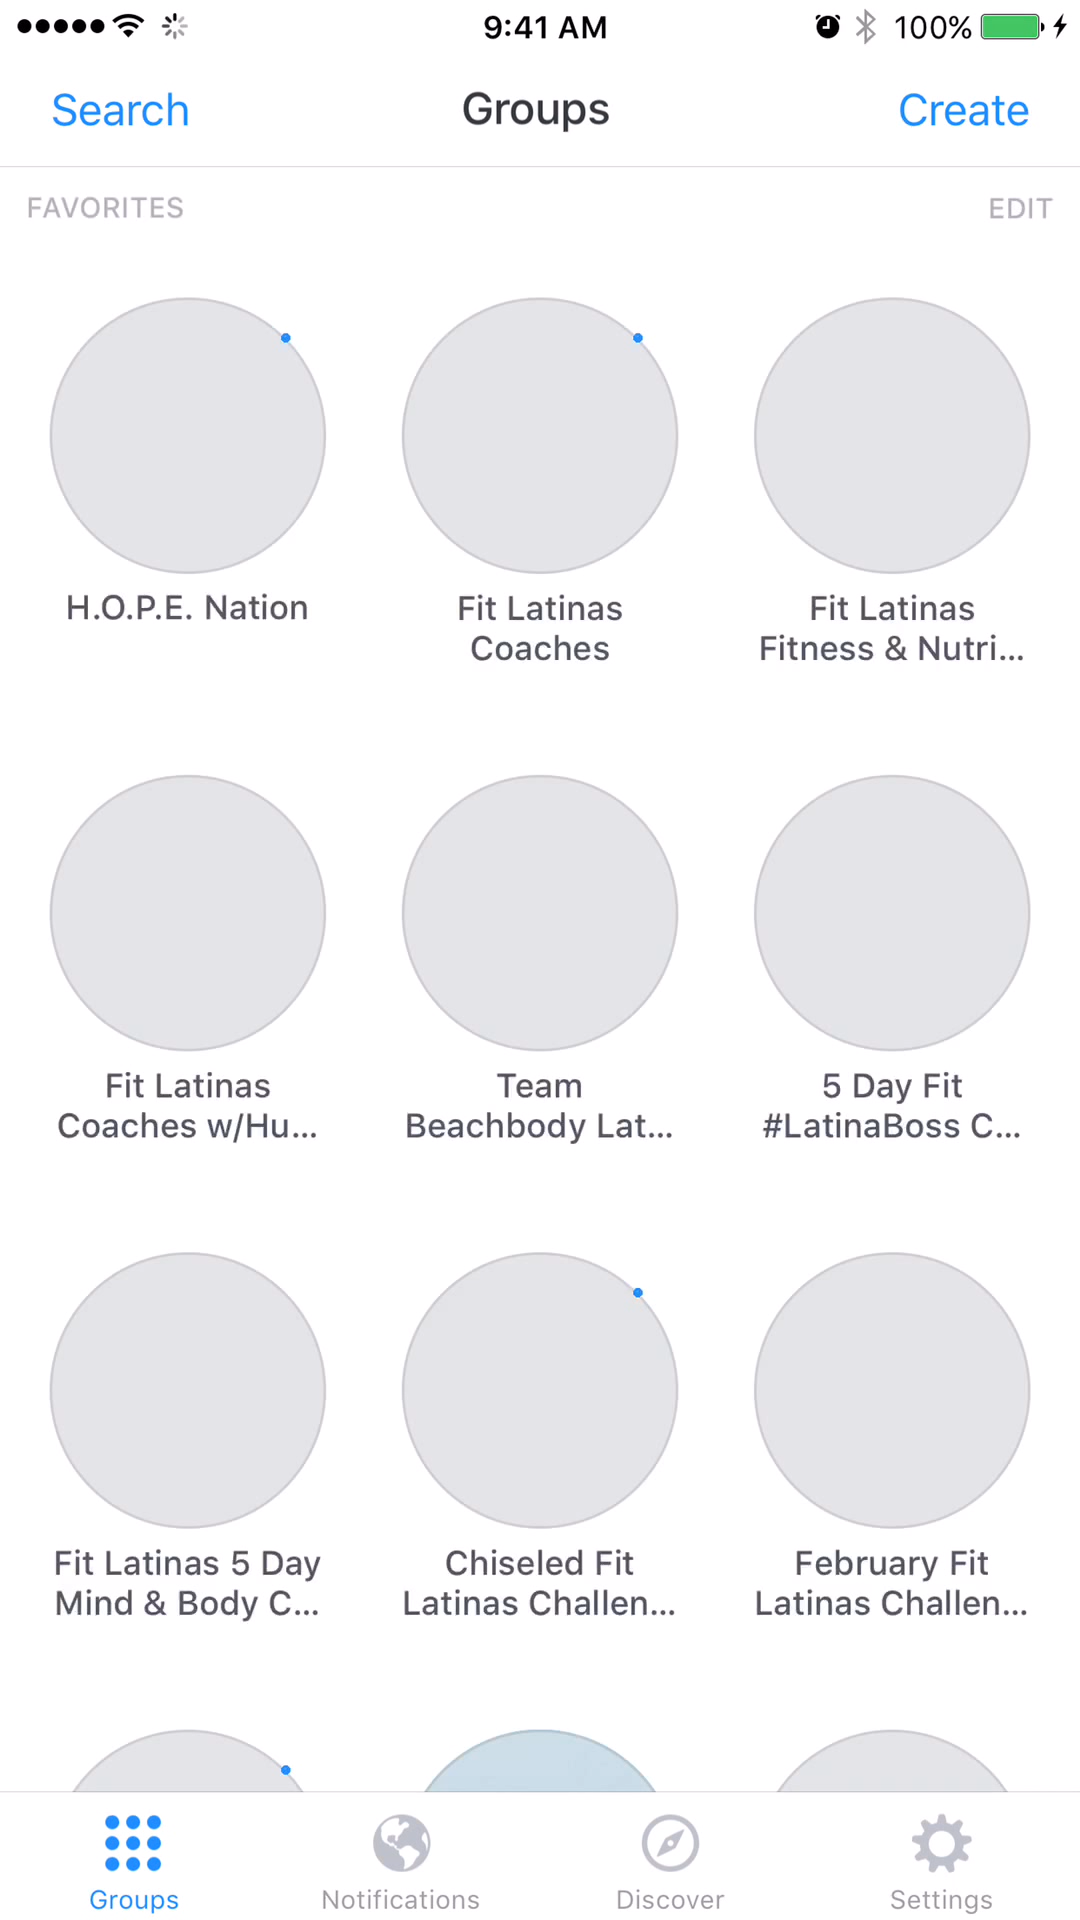 9:41 AM
100%
Search
Groups
Create
FAVORITES
EDIT
H.O.P.E. Nation
Fit Latinas
Coaches
Fit Latinas
Fitness & Nutri...
Fit Latinas
Coaches w/Hu...
Team
Beachbody Lat...
5 Day Fit
#LatinaBoss C...
Fit Latinas 5 Day
Mind & Body C...
Chiseled Fit
Latinas Challen...
February Fit
Latinas Challen...
Groups
Notifications
Discover
Settings